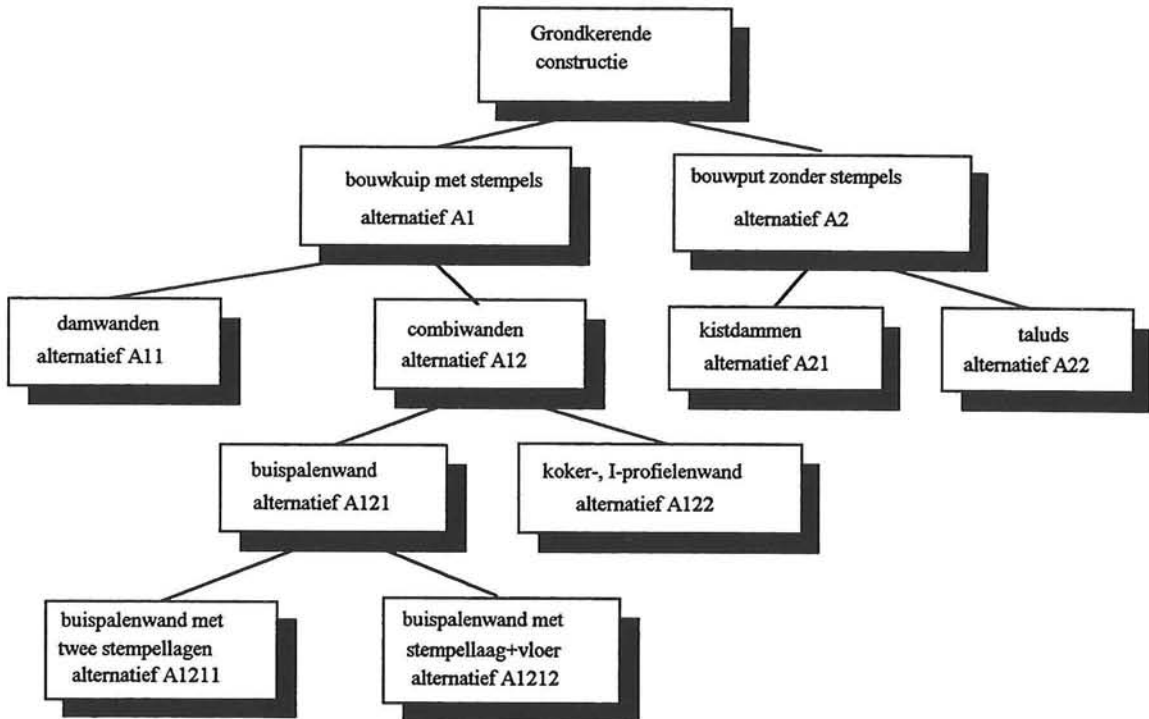 Grondkerende
constructie
bouwkuip met stempels
alternatief A1
bouwput zonder stempels
alternatief A2
damwanden
alternatief A11
combiwanden
alternatief A12
kistdammen
alternatief A21
taluds
alternatief A22
buispalenwand
alternatief A121
koker-, I-profielenwand
alternatief A122
buispalenwand met
twee stempellagen
alternatief A1211
buispalenwand met
stempellaag+vloer
alternatief A1212